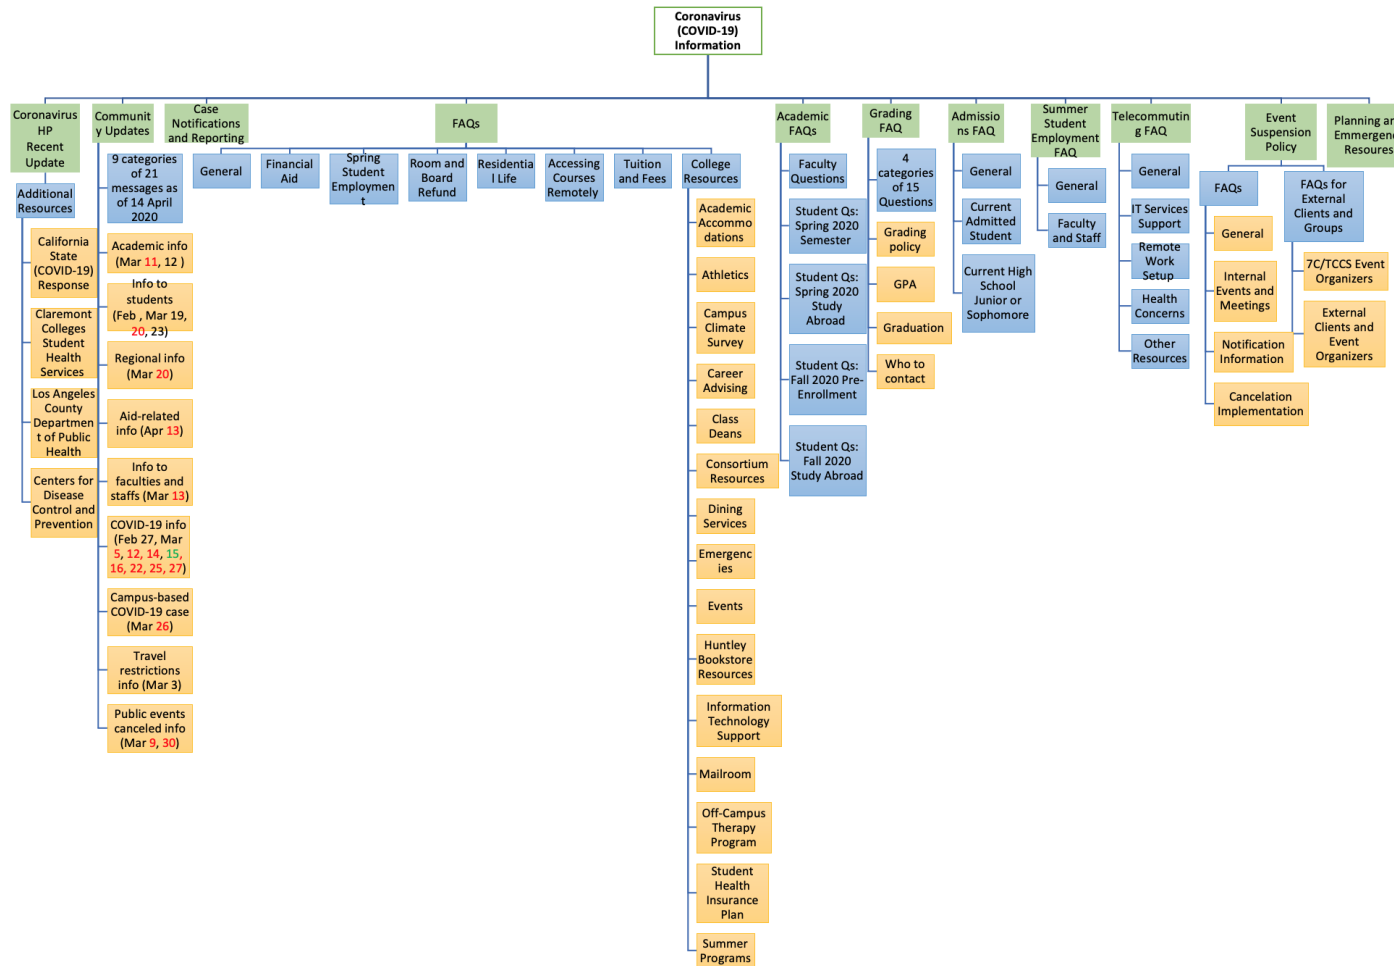 Coronavirus
(COVID-19)
Information
Coronavirus
HP
Recent
Update
Additional
Resources
California
State
(COVID-19)
Response
Claremont
Colleges
Student
Health
Services
Los Angeles
County
Departmen
t of Public
Health
Centers for
Disease
Control and
Prevention
Communit
y Updates
9 categories
of 21
messages as
of 14 April
2020
Academic info
(Mar 11, 12 )
Info to
students
(Feb , Mar 19,
20, 23)
Regional info
(Mar 20)
Aid-related
info (Apr 13)
Info to
faculties and
staffs (Mar 13)
COVID-19 info
(Feb 27, Mar
5, 12, 14, 15,
16, 22, 25, 27)
Campus-based
COVID-19 case
(Mar 26)
Travel
restrictions
info (Mar 3)
Public events
canceled info
(Mar 9, 30)
Case
Notifications
and Reporting
FAQs
General
Financial
Aid
Spring
Student
Employmen
t
Room and
Board
Refund
Residentia
l Life
Accessing
Courses
Remotely
Tuition
and Fees
College
Resources
Academic
Accommo
dations
Athletics
Campus
Climate
Survey
Career
Advising
Class
Deans
Consortium
Resources
Dining
Services
Emergenc
ies
Events
Huntley
Bookstore
Resources
Information
Technology
Support
Mailroom
Off-Campus
Therapy
Program
Student
Health
Insurance
Plan
Summer
Programs
Academic
FAQs
Faculty
Questions
Student Qs:
Spring 2020
Semester
Student Qs:
Spring 2020
Study
Abroad
Student Qs:
Fall 2020 Pre-
Enrollment
Student Qs:
Fall 2020
Study Abroad
Grading
FAQ
4
categories
of 15
Questions
Grading
policy
GPA
Graduation
Who to
contact
Admissio
ns FAQ
General
Current
Admitted
Student
Current High
School
Junior or
Sophomore
Summer
Student
Employment
FAQ
General
Faculty
and Staff
Telecommutin
g FAQ
General
IT Services
Support
Remote
Work
Setup
Health
Concerns
Other
Resources
Event
Suspension
Policy
FAQs
General
Internal
Events and
Meetings
Notification
Information
Cancelation
Implementation
FAQs for
External
Clients and
Groups
7C/TCCS Event
Organizers
External
Clients and
Event
Organizers
Planning an
Emmergenc
Resoures